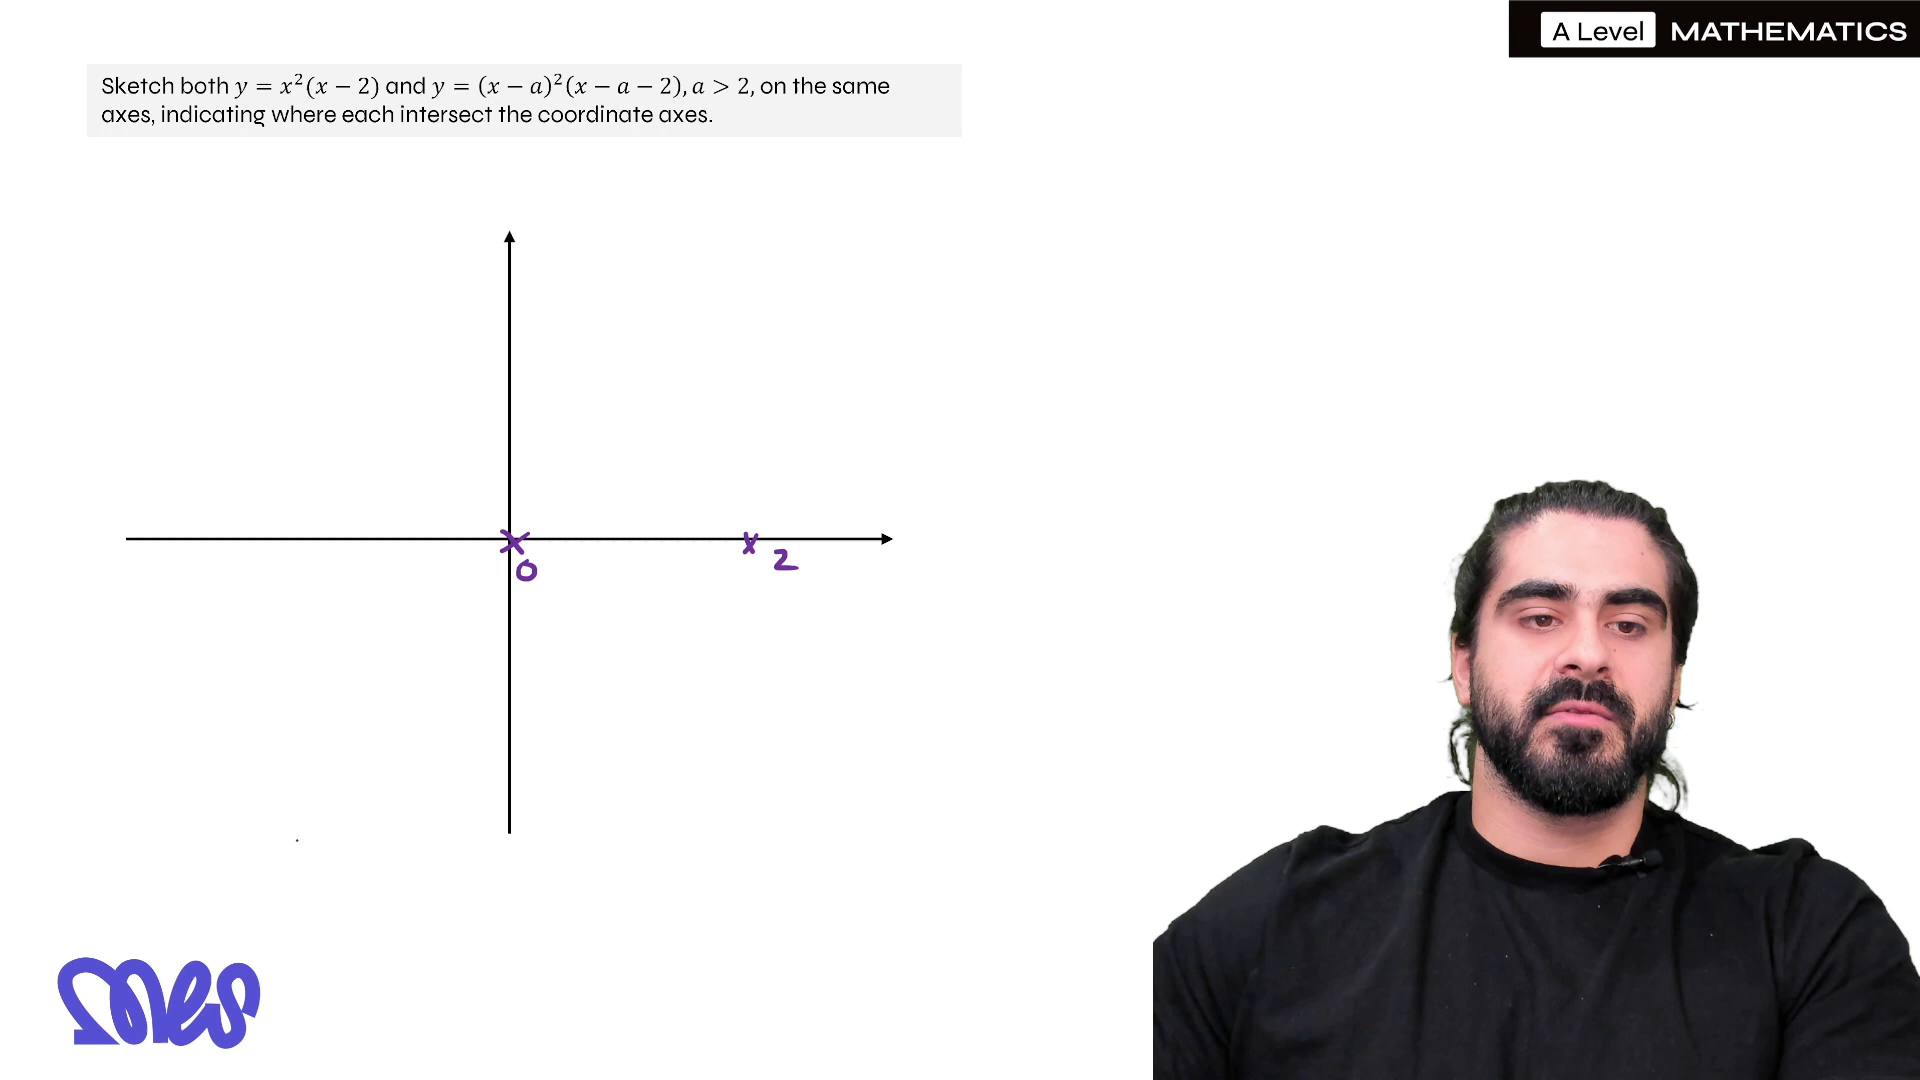 A Level MATHEMATICS
Sketch both y = x²(x − 2) and y = (x − a)²(x − a − 2), a > 2, on the same
axes, indicating where each intersect the coordinate axes.
0
2